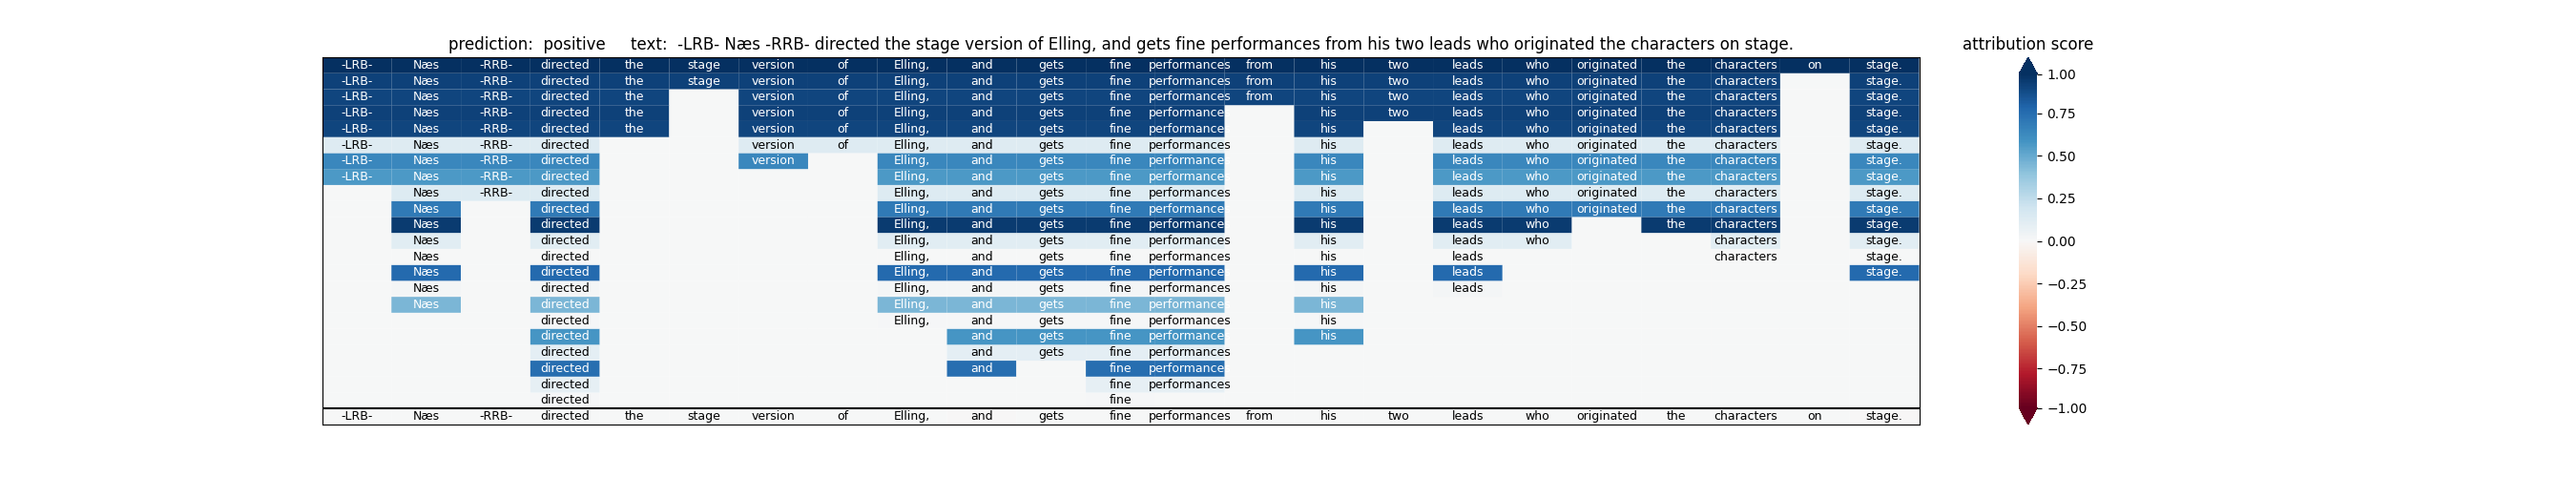 prediction: positive text: -LRB- Næs -RRB- directed the stage version of Elling, and gets fine performances from his two leads who originated the characters on stage. attribution score
-LRB- Næs -RRB- directed the stage version of Elling, and gets fine performances from his two leads who originated the characters on stage. 1.00
-LRB- Næs -RRB- directed the stage version of Elling, and gets fine performances from his two leads who originated the characters stage.
-LRB- Næs -RRB- directed the version of Elling, and gets fine performances from his two leads who originated the characters stage.
-LRB- Næs -RRB- directed the version of Elling, and gets fine performance his two leads who originated the characters stage. 0.75
-LRB- Næs -RRB- directed the version of Elling, and gets fine performance his leads who originated the characters stage.
-LRB- Næs -RRB- directed version of Elling, and gets fine performances his leads who originated the characters stage.
-LRB- Næs -RRB- directed version Elling, and gets fine performance his leads who originated the characters stage. 0.50
-LRB- Næs -RRB- directed Elling, and gets fine performance his leads who originated the characters stage.
Næs -RRB- directed Elling, and gets fine performances his leads who originated the characters stage.
Næs directed Elling, and gets fine performance his leads who originated the characters stage. 0.25
Næs directed Elling, and gets fine performance his leads who the characters stage.
Næs directed Elling, and gets fine performances his leads who characters stage. 0.00
Næs directed Elling, and gets fine performances his leads characters stage.
Næs directed Elling, and gets fine performance his leads stage.
Næs directed Elling, and gets fine performances his leads −0.25
Næs directed Elling, and gets fine performance his
directed Elling, and gets fine performances his
directed and gets fine performance his −0.50
directed and gets fine performances
directed and fine performance −0.75
directed fine performances
directed fine
-LRB- Næs -RRB- directed the stage version of Elling, and gets fine performances from his two leads who originated the characters on stage. −1.00